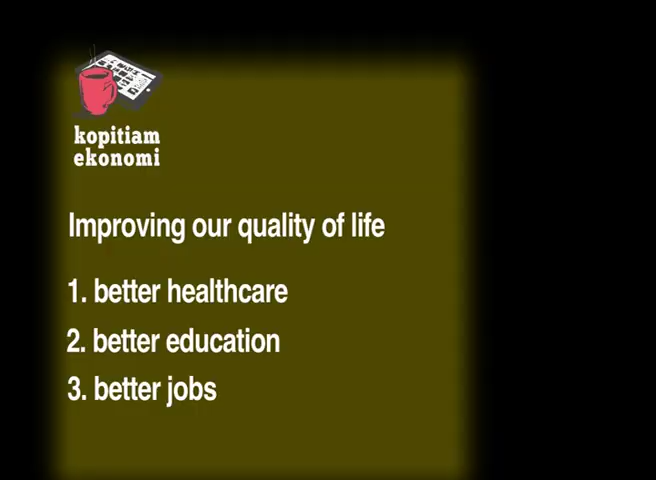 kopitiam
ekonomi
Improving our quality of life
1. better healthcare
2. better education
3. better jobs